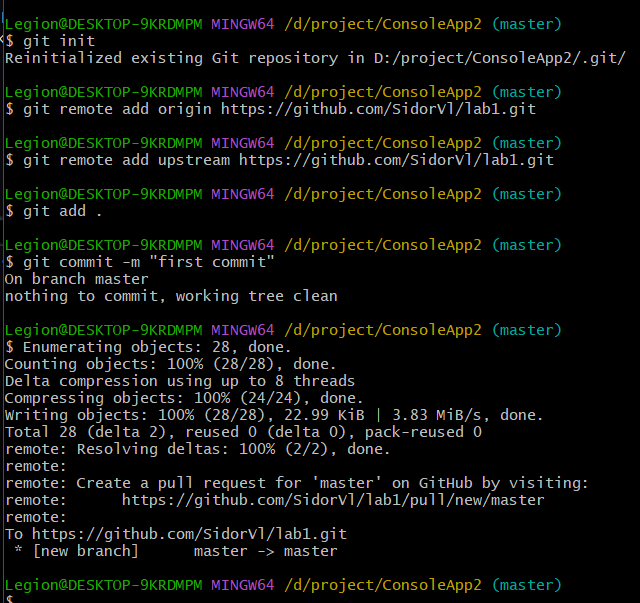 Legion@DESKTOP-9KRDMPM MINGW64 /d/project/ConsoleApp2 (master)
$ git init
Reinitialized existing Git repository in D:/project/ConsoleApp2/.git/
Legion@DESKTOP-9KRDMPM MINGW64 /d/project/ConsoleApp2 (master)
$ git remote add origin https://github.com/SidorVl/lab1.git
Legion@DESKTOP-9KRDMPM MINGW64 /d/project/ConsoleApp2 (master)
$ git remote add upstream https://github.com/SidorVl/lab1.git
Legion@DESKTOP-9KRDMPM MINGW64 /d/project/ConsoleApp2 (master)
$ git add .
Legion@DESKTOP-9KRDMPM MINGW64 /d/project/ConsoleApp2 (master)
$ git commit -m "first commit"
On branch master
nothing to commit, working tree clean
Legion@DESKTOP-9KRDMPM MINGW64 /d/project/ConsoleApp2 (master)
$ Enumerating objects: 28, done.
Counting objects: 100% (28/28), done.
Delta compression using up to 8 threads
Compressing objects: 100% (24/24), done.
Writing objects: 100% (28/28), 22.99 KiB | 3.83 MiB/s, done.
Total 28 (delta 2), reused 0 (delta 0), pack-reused 0
remote: Resolving deltas: 100% (2/2), done.
remote:
remote: Create a pull request for 'master' on GitHub by visiting:
remote:      https://github.com/SidorVl/lab1/pull/new/master
remote:
To https://github.com/SidorVl/lab1.git
 * [new branch]      master -> master
Legion@DESKTOP-9KRDMPM MINGW64 /d/project/ConsoleApp2 (master)
$